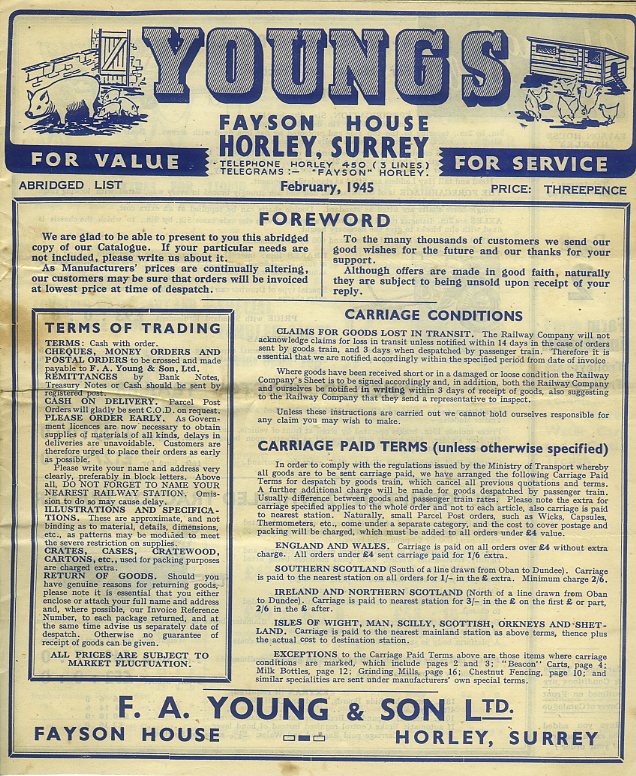 YOUNGS
FAYSON HOUSE
HORLEY, SURREY
TELEPHONE HORLEY 450 (3 LINES)
TELEGRAMS :- "FAYSON" HORLEY.
FOR VALUE
FOR SERVICE
ABRIDGED LIST
February, 1945
PRICE: THREEPENCE
FOREWORD
We are glad to be able to present to you this abridged
copy of our Catalogue. If your particular needs are
not included, please write us about it.
As Manufacturers' prices are continually altering,
our customers may be sure that orders will be invoiced
at lowest price at time of despatch.
To the many thousands of customers we send our
good wishes for the future and our thanks for your
support.
Although offers are made in good faith, naturally
they are subject to being unsold upon receipt of your
reply.
TERMS OF TRADING
TERMS: Cash with order.
CHEQUES, MONEY ORDERS AND
POSTAL ORDERS to be crossed and made
payable to F. A. Young & Son, Ltd.
REMITTANCES by Bank Notes,
Treasury Notes or Cash should be sent by
registered post.
CASH ON DELIVERY. Parcel Post
Orders will gladly be sent C.O.D. on request.
PLEASE ORDER EARLY. As Govern-
ment licences are now necessary to obtain
supplies of materials of all kinds, delays in
deliveries are unavoidable. Customers are
therefore urged to place their orders as early
as possible.
Please write your name and address very
clearly, preferably in block letters. Above
all, DO NOT FORGET TO NAME YOUR
NEAREST RAILWAY STATION. Omis-
sion to do so may cause delay.
ILLUSTRATIONS AND SPECIFICA-
TIONS. These are approximate, and not
binding as to material, details, dimensions,
etc., as patterns may be modified to meet
the severe restriction on supplies.
CRATES, CASES, CRATEWOOD,
CARTONS, etc., used for packing purposes
are charged extra.
RETURN OF GOODS. Should you
have genuine reasons for returning goods,
please note it is essential that you either
enclose or attach your full name and address
and, where possible, our Invoice Reference
Number, to each package returned, and at
the same time advise us separately date of
despatch. Otherwise no guarantee of
receipt of goods can be given.
ALL PRICES ARE SUBJECT TO
MARKET FLUCTUATION.
CARRIAGE CONDITIONS
CLAIMS FOR GOODS LOST IN TRANSIT. The Railway Company will not
acknowledge claims for loss in transit unless notified within 14 days in the case of orders
sent by goods train, and 3 days when despatched by passenger train. Therefore it is
essential that we are notified accordingly within the specified period from date of invoice.
Where goods have been received short or in a damaged or loose condition the Railway
Company's Sheet is to be signed accordingly and, in addition, both the Railway Company
and ourselves be notified in writing within 3 days of receipt of goods, also suggesting
to the Railway Company that they send a representative to inspect.
Unless these instructions are carried out we cannot hold ourselves responsible for
any claim you may wish to make.
CARRIAGE PAID TERMS (unless otherwise specified)
In order to comply with the regulations issued by the Ministry of Transport whereby
all goods are to be sent carriage paid, we have arranged the following Carriage Paid
Terms for despatch by goods train, which cancel all previous quotations and terms.
A further additional charge will be made for goods despatched by passenger train.
Usually difference between goods and passenger train rates. Please note the extra for
carriage specified applies to the whole order and not to each article, also carriage is paid
to nearest station. Naturally, small Parcel Post orders, such as Wicks, Capsules,
Thermometers, etc., come under a separate category, and the cost to cover postage and
packing will be charged, which must be added to all orders under £4 value.
ENGLAND AND WALES. Carriage is paid on all orders over £4 without extra
charge. All orders under £4 sent carriage paid for 1/6 extra.
SOUTHERN SCOTLAND (South of a line drawn from Oban to Dundee). Carriage
is paid to the nearest station on all orders for 1/- in the £ extra. Minimum charge 2/6.
IRELAND AND NORTHERN SCOTLAND (North of a line drawn from Oban
to Dundee). Carriage is paid to nearest station for 3/- in the £ on the first £ or part,
2/6 in the £ after.
ISLES OF WIGHT, MAN, SCILLY, SCOTTISH, ORKNEYS AND SHET-
LAND. Carriage is paid to the nearest mainland station as above terms, thence plus the
actual cost to destination station.
EXCEPTIONS to the Carriage Paid Terms above are those items where carriage
conditions are marked, which include pages 2 and 3; "Beacon" Carts, page 4;
Milk Bottles, page 12; Grinding Mills, page 16; Chestnut Fencing, page 10; and
similar specialities are sent under manufacturers' own special terms.
F. A. YOUNG & SON LTD.
FAYSON HOUSE
HORLEY, SURREY